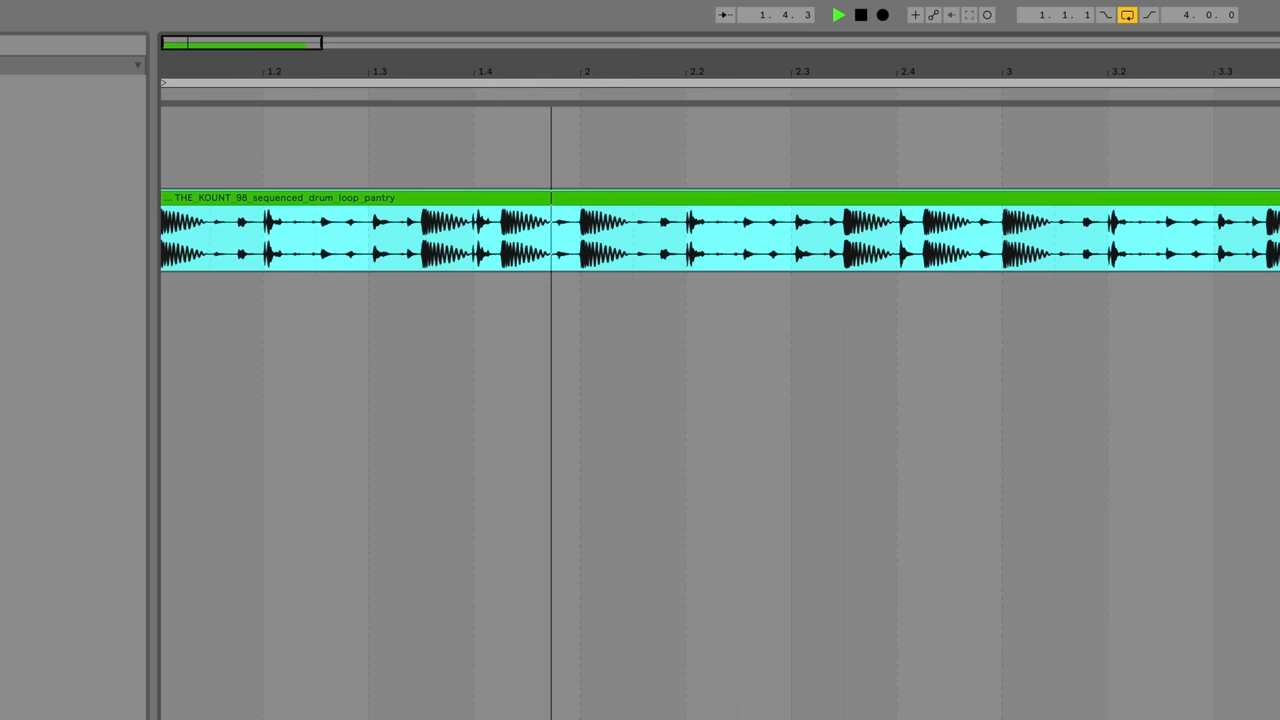 1. 4. 3
1. 1. 1
4. 0. 0
1.2
1.3
1.4
2
2.2
2.3
2.4
3
3.2
3.3
... THE_KOUNT_98_sequenced_drum_loop_pantry